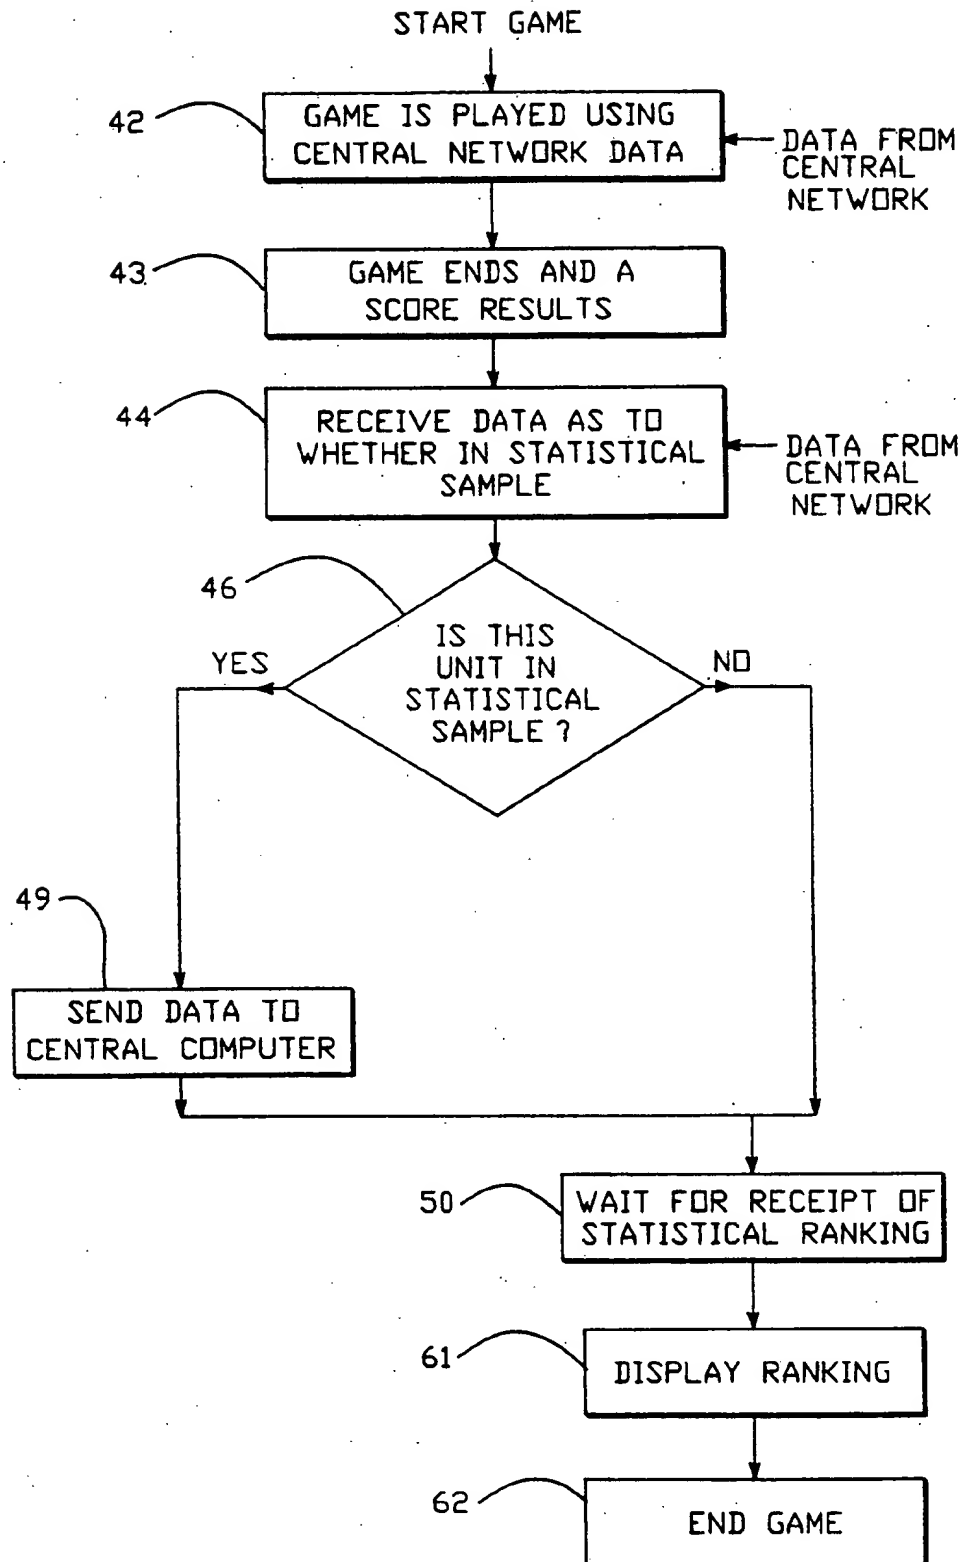 START GAME
42
GAME IS PLAYED USING
CENTRAL NETWORK DATA
DATA FROM
CENTRAL
NETWORK
43
GAME ENDS AND A
SCORE RESULTS
44
RECEIVE DATA AS TO
WHETHER IN STATISTICAL
SAMPLE
DATA FROM
CENTRAL
NETWORK
46
IS THIS
UNIT IN
STATISTICAL
SAMPLE ?
YES
NO
49
SEND DATA TO
CENTRAL COMPUTER
50
WAIT FOR RECEIPT OF
STATISTICAL RANKING
61
DISPLAY RANKING
62
END GAME